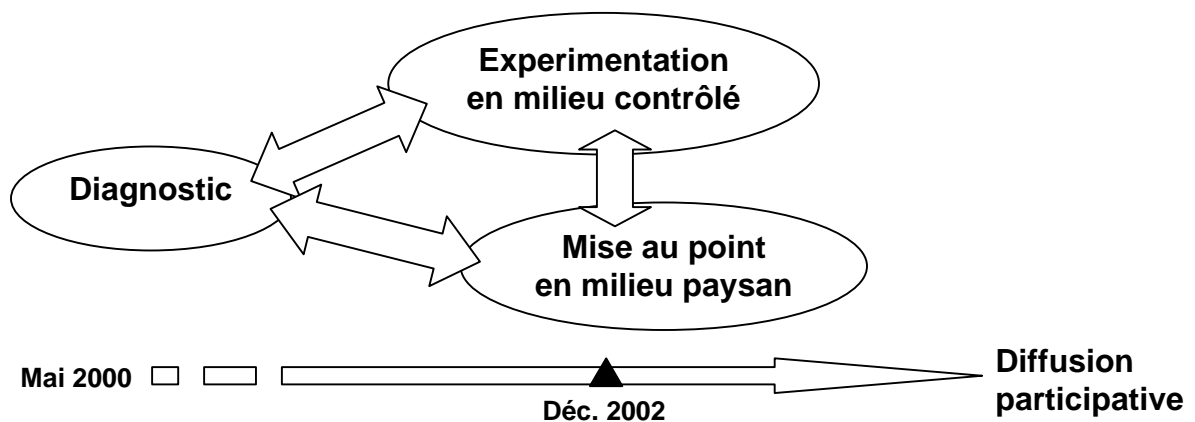 Experimentation
en milieu contrôlé
Diagnostic
Mise au point
en milieu paysan
Mai 2000
Déc. 2002
Diffusion
participative